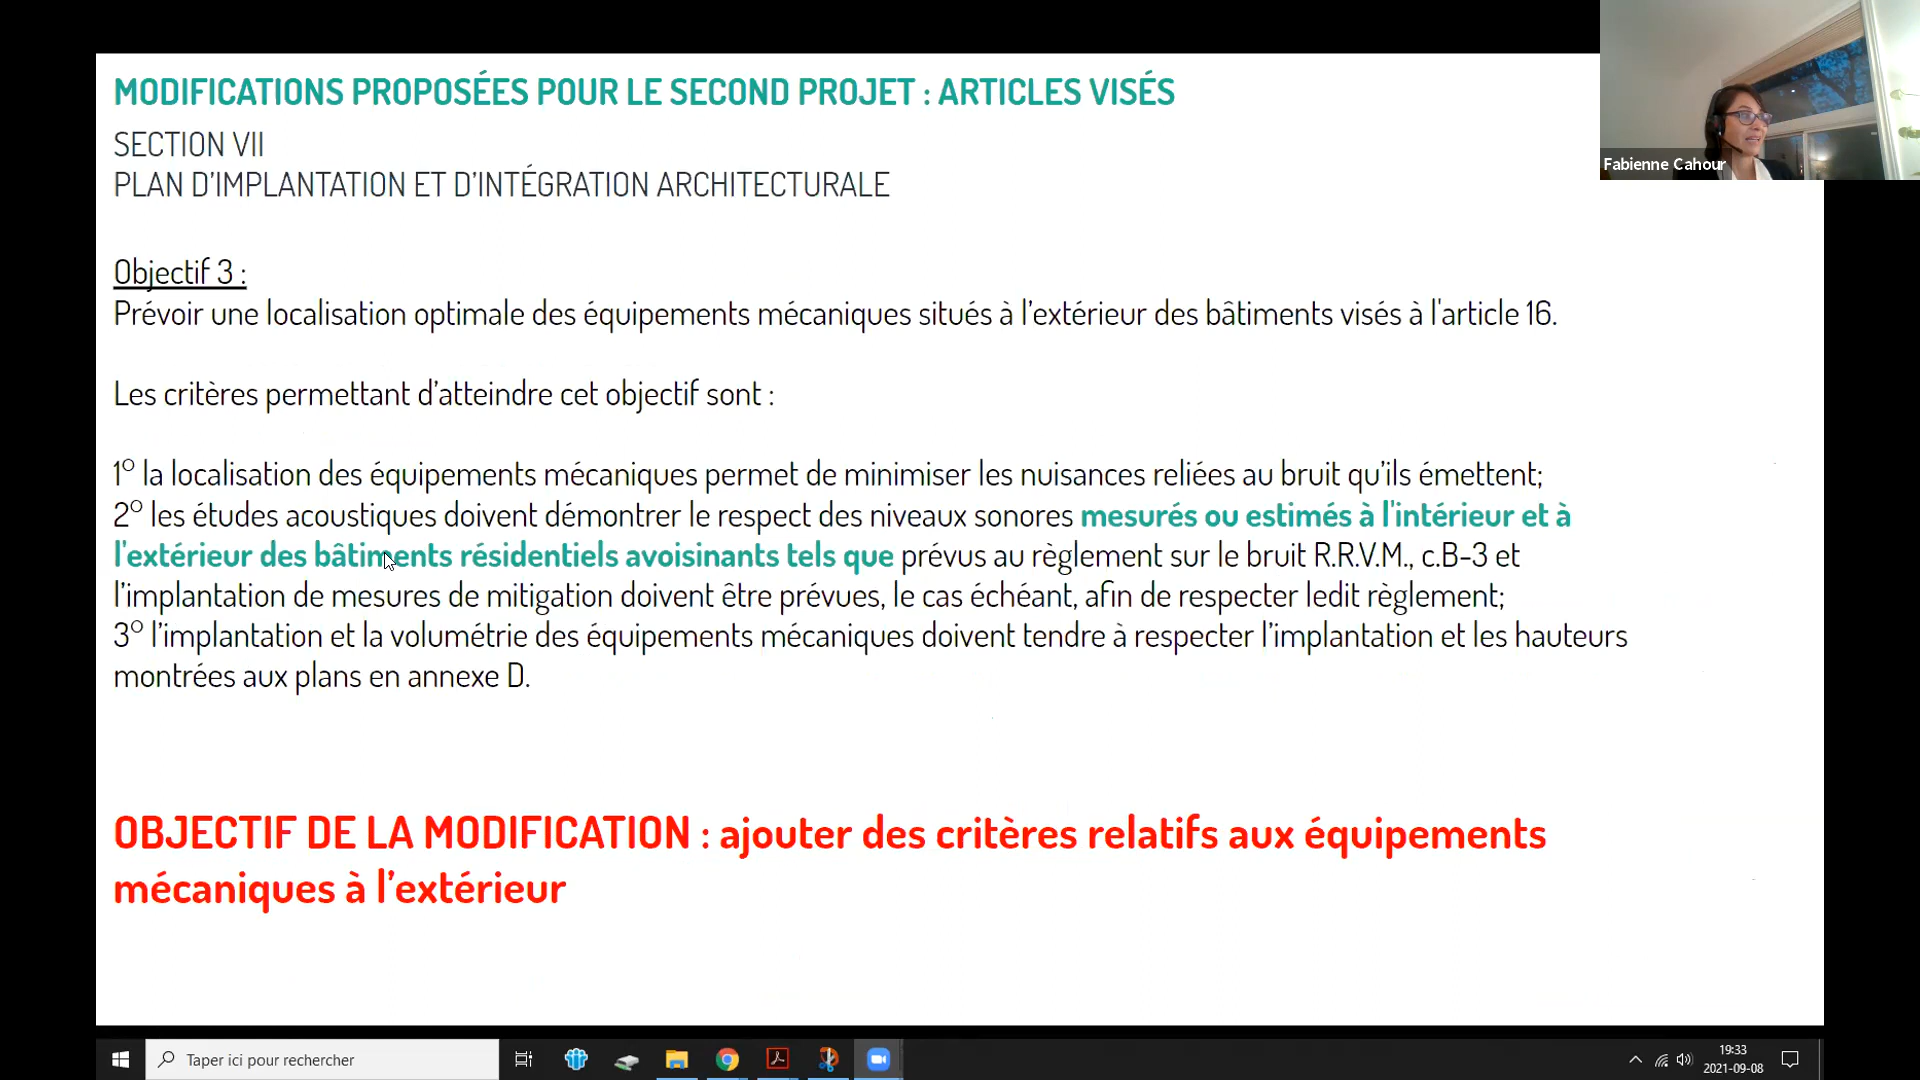 MODIFICATIONS PROPOSÉES POUR LE SECOND PROJET : ARTICLES VISÉS
SECTION VII
PLAN D’IMPLANTATION ET D’INTÉGRATION ARCHITECTURALE
Fabienne Cahour
Objectif 3 :
Prévoir une localisation optimale des équipements mécaniques situés à l’extérieur des bâtiments visés à l'article 16.
Les critères permettant d’atteindre cet objectif sont :
1° la localisation des équipements mécaniques permet de minimiser les nuisances reliées au bruit qu’ils émettent;
2° les études acoustiques doivent démontrer le respect des niveaux sonores mesurés ou estimés à l'intérieur et à
l’extérieur des bâtiments résidentiels avoisinants tels que prévus au règlement sur le bruit R.R.V.M., c.B-3 et
l’implantation de mesures de mitigation doivent être prévues, le cas échéant, afin de respecter ledit règlement;
3° l’implantation et la volumétrie des équipements mécaniques doivent tendre à respecter l’implantation et les hauteurs
montrées aux plans en annexe D.
OBJECTIF DE LA MODIFICATION : ajouter des critères relatifs aux équipements
mécaniques à l’extérieur
Taper ici pour rechercher
19:33
2021-09-08